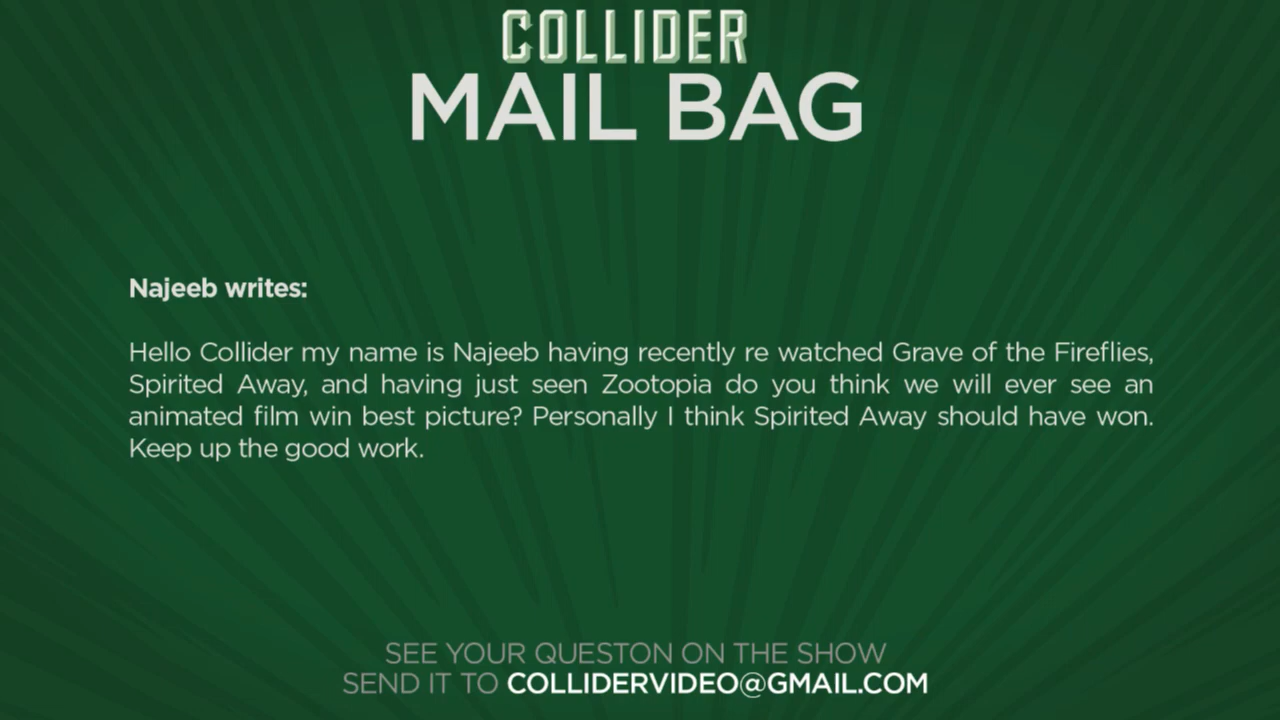 COLLIDER
MAIL BAG
Najeeb writes:
Hello Collider my name is Najeeb having recently re watched Grave of the Fireflies,
Spirited Away, and having just seen Zootopia do you think we will ever see an
animated film win best picture? Personally I think Spirited Away should have won.
Keep up the good work.
SEE YOUR QUESTON ON THE SHOW
SEND IT TO COLLIDERVIDEO@GMAIL.COM